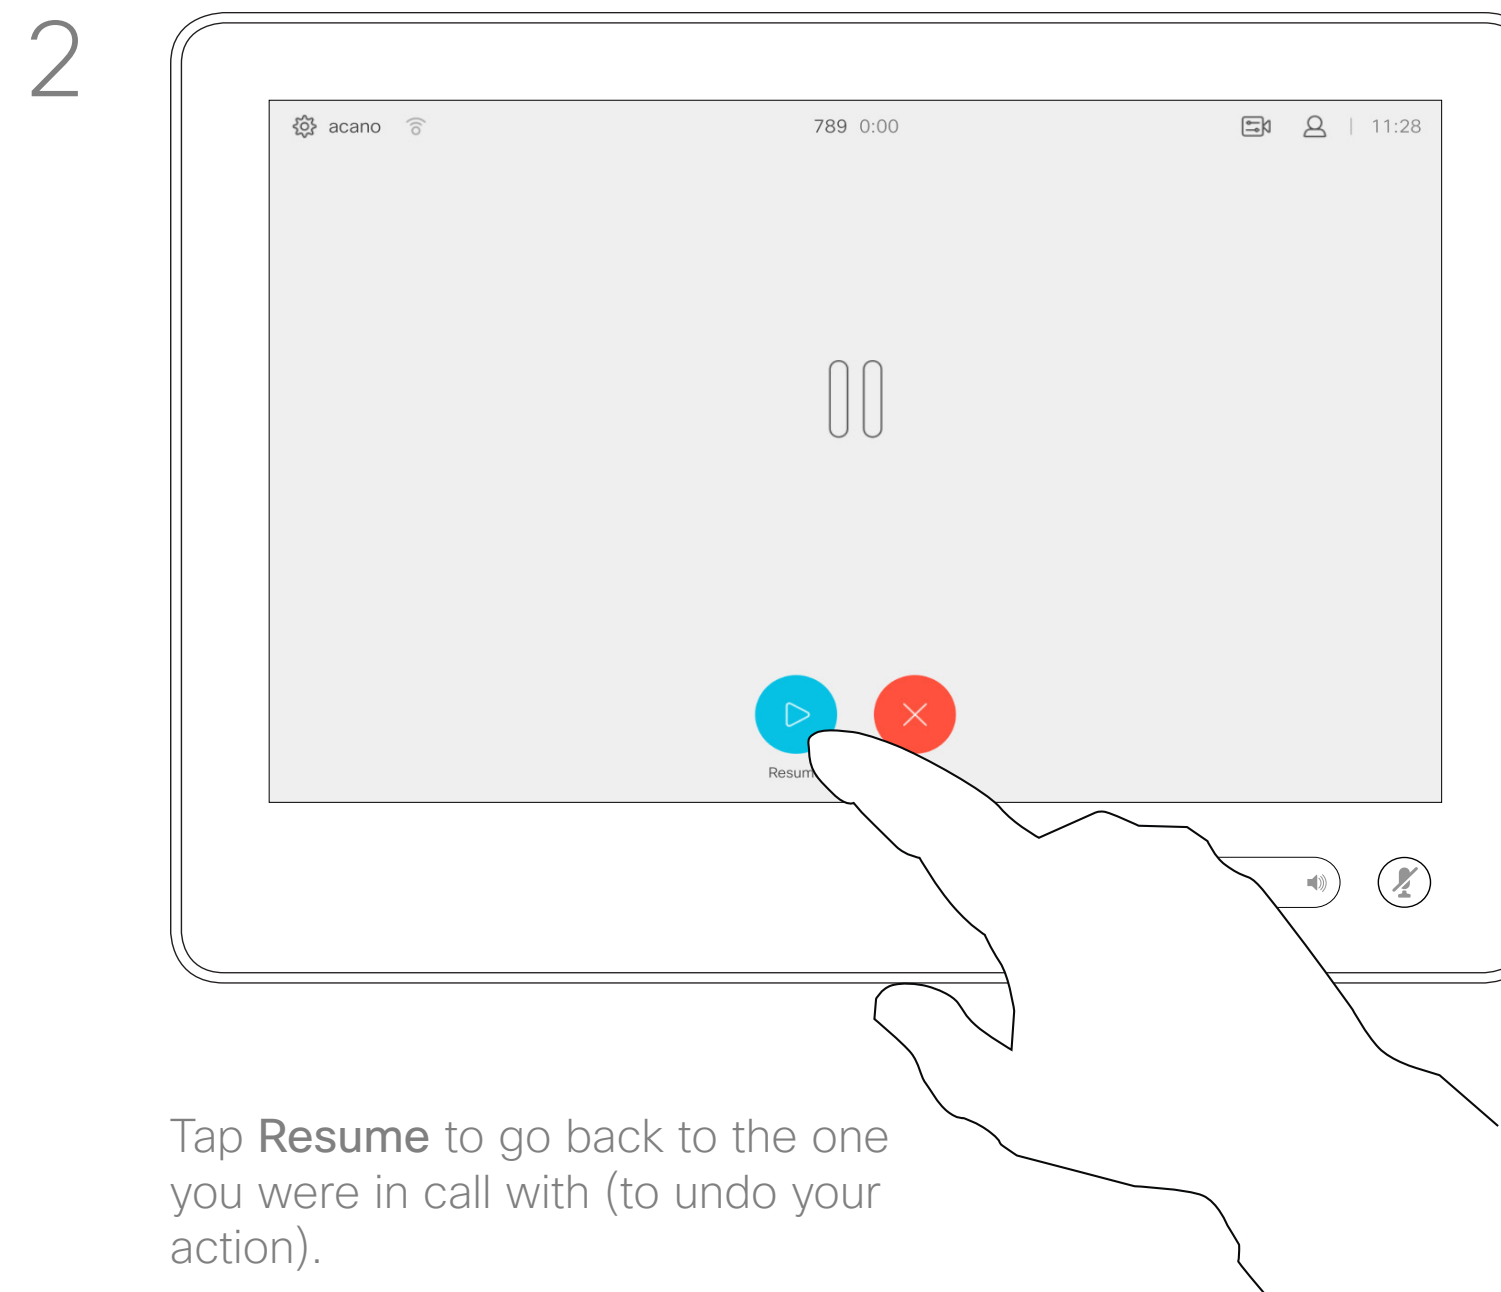 2
acano 789 0:00 | 11:28
Tap Resume to go back to the one
you were in call with (to undo your
action).